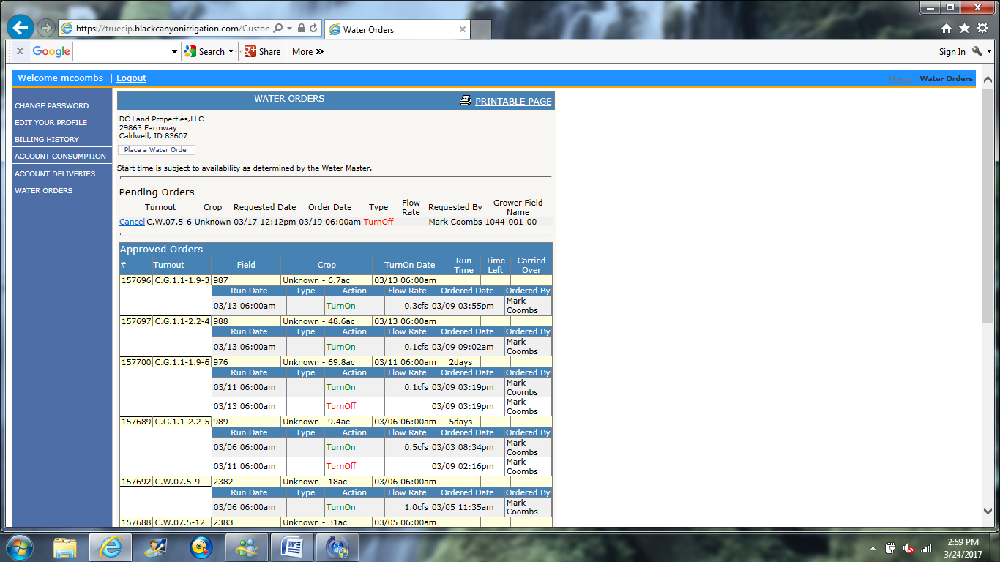 https://truecip.blackcanyonirrigation.com/Custon
Water Orders
x Google Search Share More »
Sign In
Welcome mcoombs | Logout
Home | Water Orders
CHANGE PASSWORD
EDIT YOUR PROFILE
BILLING HISTORY
ACCOUNT CONSUMPTION
ACCOUNT DELIVERIES
WATER ORDERS
WATER ORDERS PRINTABLE PAGE
DC Land Properties,LLC
29863 Farmway
Caldwell, ID 83607
Place a Water Order
Start time is subject to availability as determined by the Water Master.
Pending Orders
Turnout Crop Requested Date Order Date Type Flow Rate Requested By Grower Field Name
Cancel C.W.07.5-6 Unknown 03/17 12:12pm 03/19 06:00am TurnOff Mark Coombs 1044-001-00
Approved Orders
# Turnout Field Crop TurnOn Date Run Time Time Left Carried Over
157696 C.G.1.1-1.9-3 987 Unknown - 6.7ac 03/13 06:00am
Run Date Type Action Flow Rate Ordered Date Ordered By
03/13 06:00am TurnOn 0.3cfs 03/09 03:55pm Mark Coombs
157697 C.G.1.1-2.2-4 988 Unknown - 48.6ac 03/13 06:00am
Run Date Type Action Flow Rate Ordered Date Ordered By
03/13 06:00am TurnOn 0.1cfs 03/09 09:02am Mark Coombs
157700 C.G.1.1-1.9-6 976 Unknown - 69.8ac 03/11 06:00am 2days
Run Date Type Action Flow Rate Ordered Date Ordered By
03/11 06:00am TurnOn 0.1cfs 03/09 03:19pm Mark Coombs
03/13 06:00am TurnOff 03/09 03:19pm Mark Coombs
157689 C.G.1.1-2.2-5 989 Unknown - 9.4ac 03/06 06:00am 5days
Run Date Type Action Flow Rate Ordered Date Ordered By
03/06 06:00am TurnOn 0.5cfs 03/03 08:34pm Mark Coombs
03/11 06:00am TurnOff 03/09 02:16pm Mark Coombs
157692 C.W.07.5-9 2382 Unknown - 18ac 03/06 06:00am
Run Date Type Action Flow Rate Ordered Date Ordered By
03/06 06:00am TurnOn 1.0cfs 03/05 11:35am Mark Coombs
157688 C.W.07.5-12 2383 Unknown - 31ac 03/05 06:00am
2:59 PM
3/24/2017